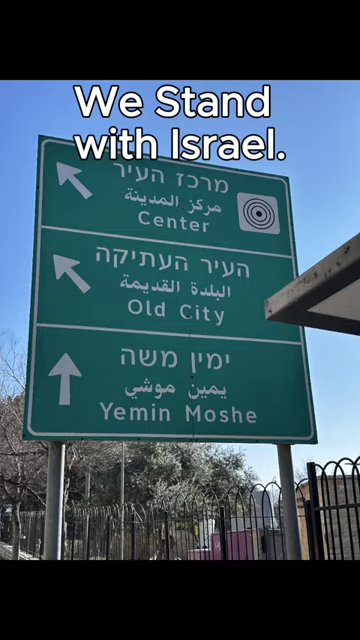 We Stand
with Israel.
מרכז העיר
مركز المدينة
Center
העיר העתיקה
البلدة القديمة
Old City
ימין משה
يمين موشي
Yemin Moshe